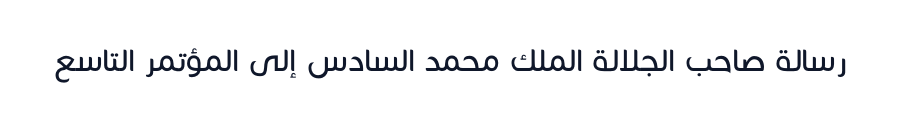 رسالة صاحب الجلالة الملك محمد السادس إلى المؤتمر التاسع